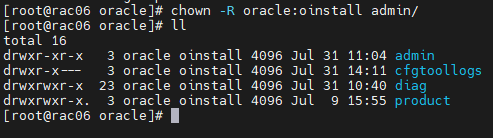 [root@rac06 oracle]# chown -R oracle:oinstall admin/
[root@rac06 oracle]# ll
total 16
drwxr-xr-x   3 oracle oinstall 4096 Jul 31 11:04 admin
drwxr-x---   3 oracle oinstall 4096 Jul 31 14:11 cfgtoollogs
drwxrwxr-x  23 oracle oinstall 4096 Jul 31 10:40 diag
drwxrwxr-x.  3 oracle oinstall 4096 Jul  9 15:55 product
[root@rac06 oracle]#